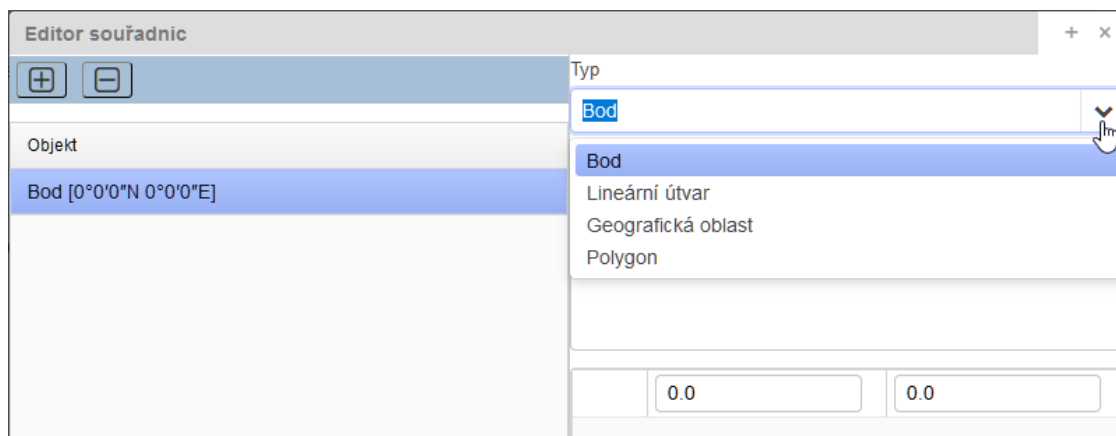 Editor souřadnic
Typ
Bod
Objekt
Bod [0°0'0"N 0°0'0"E]
Bod
Lineární útvar
Geografická oblast
Polygon
0.0 0.0